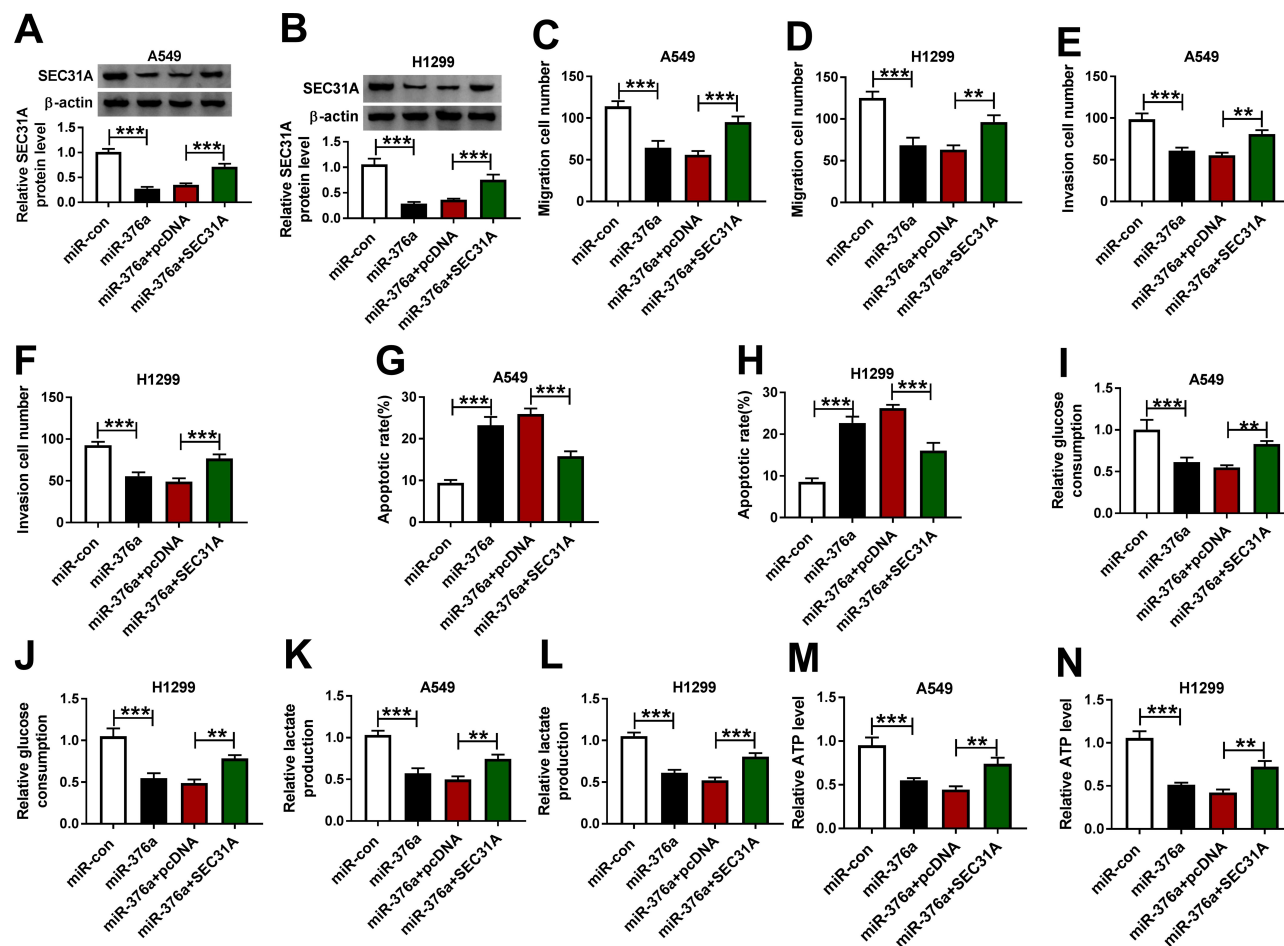 A
A549
SEC31A
β-actin
Relative SEC31A
protein level
1.5
1.0
0.5
0.0
***
***
miR-con
miR-376a
miR-376a+pcDNA
miR-376a+SEC31A
B
H1299
SEC31A
β-actin
Relative SEC31A
protein level
1.5
1.0
0.5
0.0
***
***
miR-con
miR-376a
miR-376a+pcDNA
miR-376a+SEC31A
C
A549
Migration cell number
150
100
50
0
***
***
miR-con
miR-376a
miR-376a+pcDNA
miR-376a+SEC31A
D
H1299
Migration cell number
150
100
50
0
***
**
miR-con
miR-376a
miR-376a+pcDNA
miR-376a+SEC31A
E
A549
Invasion cell number
150
100
50
0
***
**
miR-con
miR-376a
miR-376a+pcDNA
miR-376a+SEC31A
F
H1299
Invasion cell number
150
100
50
0
***
***
miR-con
miR-376a
miR-376a+pcDNA
miR-376a+SEC31A
G
A549
Apoptotic rate(%)
30
20
10
0
***
***
miR-con
miR-376a
miR-376a+pcDNA
miR-376a+SEC31A
H
H1299
Apoptotic rate(%)
30
20
10
0
***
***
miR-con
miR-376a
miR-376a+pcDNA
miR-376a+SEC31A
I
A549
Relative glucose
consumption
1.5
1.0
0.5
0.0
***
**
miR-con
miR-376a
miR-376a+pcDNA
miR-376a+SEC31A
J
H1299
Relative glucose
consumption
1.5
1.0
0.5
0.0
***
**
miR-con
miR-376a
miR-376a+pcDNA
miR-376a+SEC31A
K
A549
Relative lactate
production
1.5
1.0
0.5
0.0
***
**
miR-con
miR-376a
miR-376a+pcDNA
miR-376a+SEC31A
L
H1299
Relative lactate
production
1.5
1.0
0.5
0.0
***
***
miR-con
miR-376a
miR-376a+pcDNA
miR-376a+SEC31A
M
A549
Relative ATP level
1.5
1.0
0.5
0.0
***
**
miR-con
miR-376a
miR-376a+pcDNA
miR-376a+SEC31A
N
H1299
Relative ATP level
1.5
1.0
0.5
0.0
***
**
miR-con
miR-376a
miR-376a+pcDNA
miR-376a+SEC31A